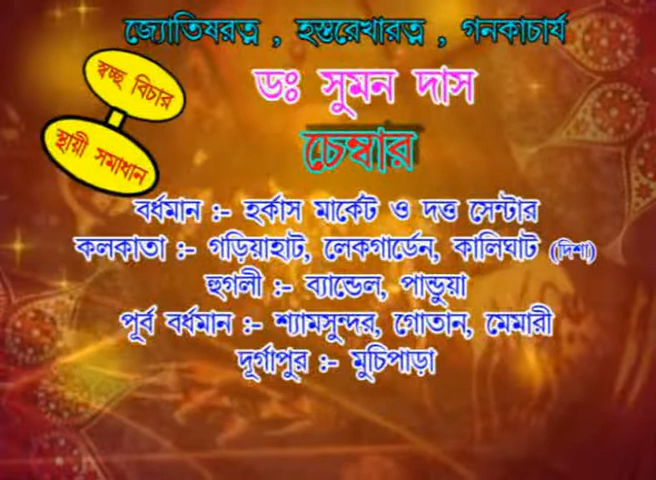 জ্যোতিষরত্ন , হস্তরেখারত্ন , গনকাচার্য
স্বচ্ছ বিচার
স্থায়ী সমাধান
ডঃ সুমন দাস
চেম্বার
বর্ধমান :- হর্কাস মার্কেট ও দত্ত সেন্টার
কলকাতা :- গড়িয়াহাট, লেকগার্ডেন, কালিঘাট (দিশা)
হুগলী :- ব্যান্ডেল, পান্ডুয়া
পূর্ব বর্ধমান :- শ্যামসুন্দর, গোতান, মেমারী
দূর্গাপুর :- মুচিপাড়া